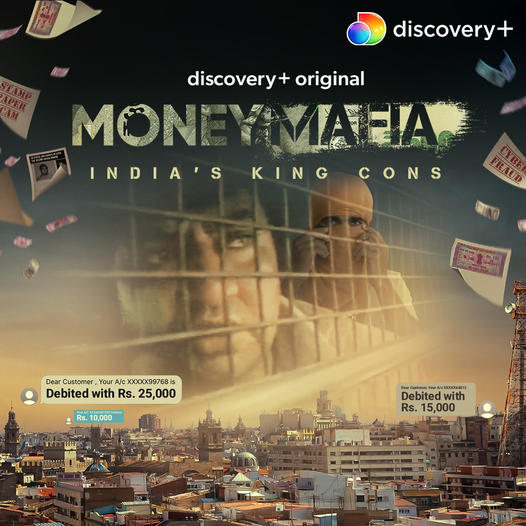 discovery+
discovery+ original
MONEY MAFIA
INDIA'S KING CONS
STAMP
PAPER
SCAM
CYBER
FRAUD
Dear Customer , Your A/c XXXXX99768 is
Debited with Rs. 25,000
Rs. 10,000
Debited with
Rs. 15,000